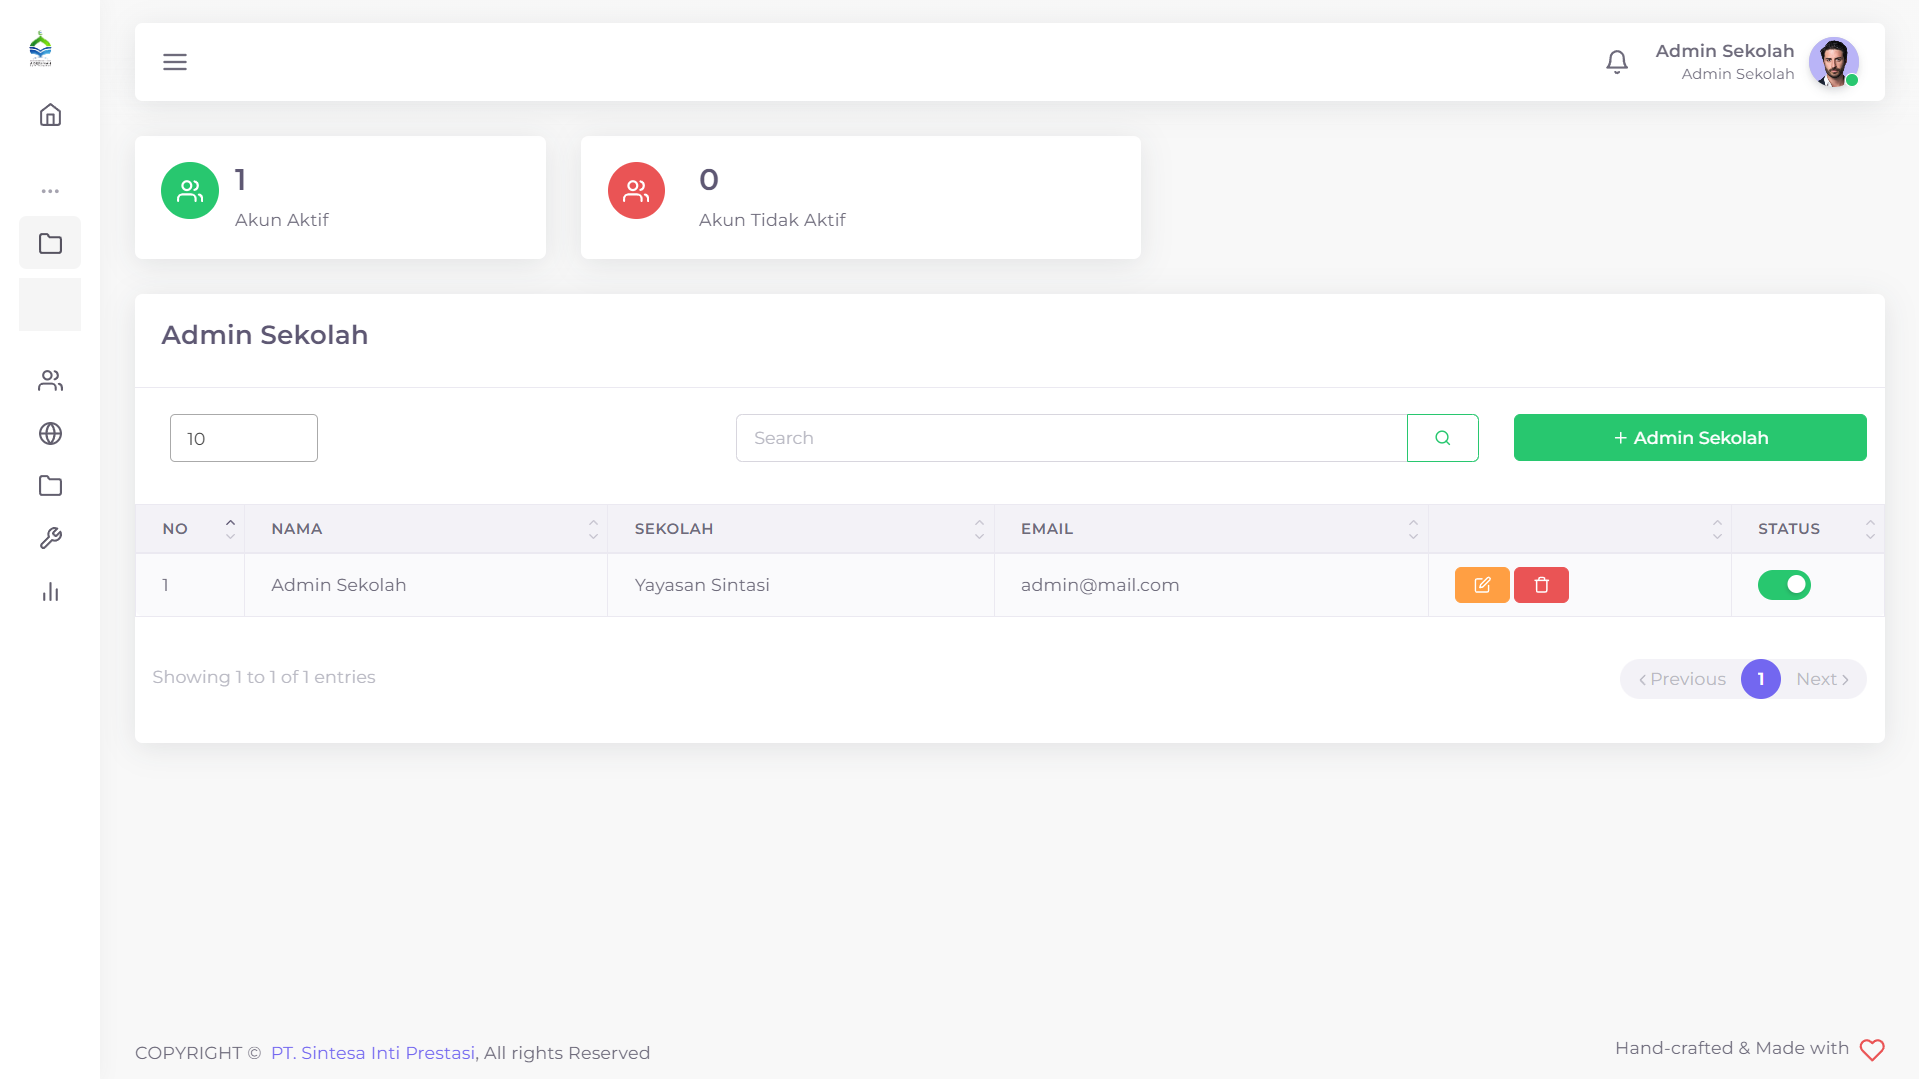 Admin Sekolah
Admin Sekolah
1
Akun Aktif
0
Akun Tidak Aktif
Admin Sekolah
10
Search
+ Admin Sekolah
NO NAMA SEKOLAH EMAIL STATUS
1 Admin Sekolah Yayasan Sintasi admin@mail.com
Showing 1 to 1 of 1 entries
Previous 1 Next
COPYRIGHT © PT. Sintesa Inti Prestasi, All rights Reserved
Hand-crafted & Made with